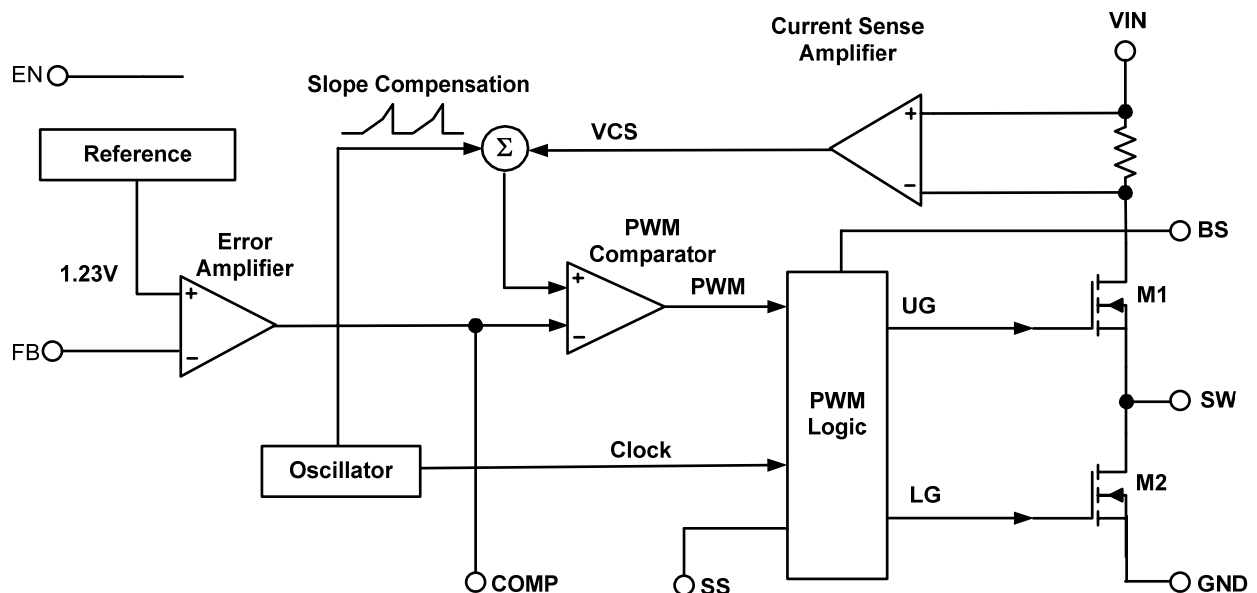 Current Sense
Amplifier
VIN
EN
Slope Compensation
+
Reference
Σ
VCS
−
BS
Error
Amplifier
PWM
Comparator
1.23V
+
+
PWM
UG
M1
−
−
FB
SW
PWM
Logic
Oscillator
Clock
M2
LG
COMP
SS
GND